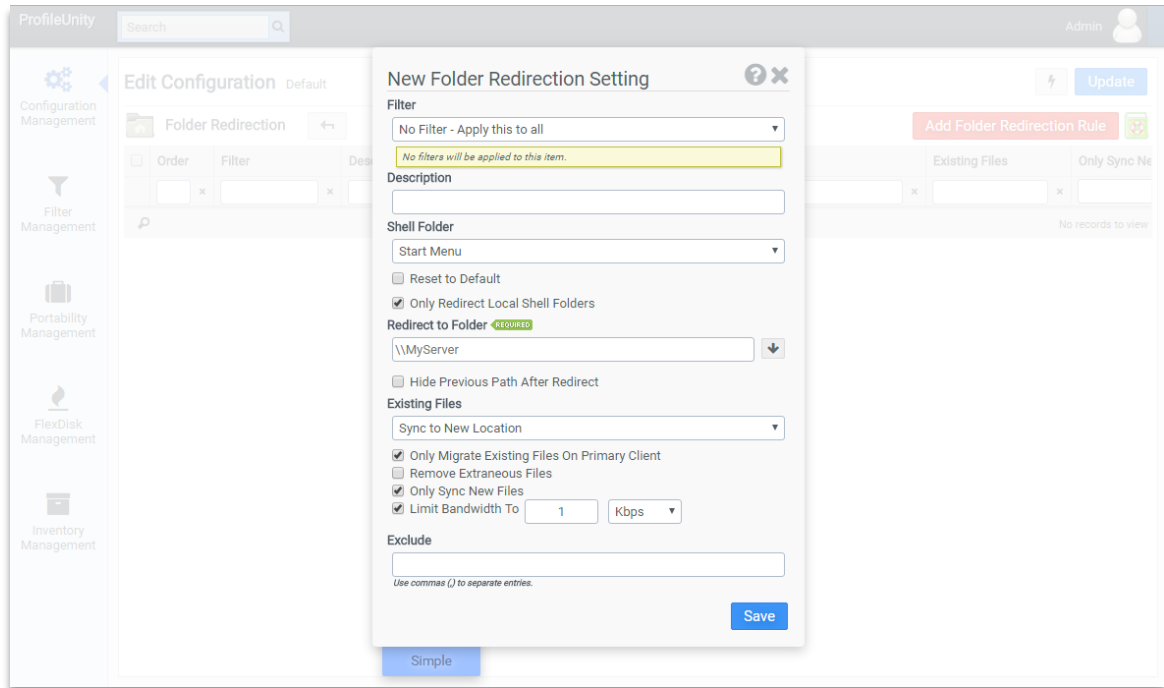 ProfileUnity
Search
Admin
Configuration
Management
Filter
Management
Portability
Management
FlexDisk
Management
Inventory
Management
Edit Configuration Default
Update
Folder Redirection
Add Folder Redirection Rule
Order Filter Des Existing Files Only Sync Ne
No records to view
New Folder Redirection Setting
Filter
No Filter - Apply this to all
No filters will be applied to this item.
Description
Shell Folder
Start Menu
Reset to Default
Only Redirect Local Shell Folders
Redirect to Folder REQUIRED
\\MyServer
Hide Previous Path After Redirect
Existing Files
Sync to New Location
Only Migrate Existing Files On Primary Client
Remove Extraneous Files
Only Sync New Files
Limit Bandwidth To 1 Kbps
Exclude
Use commas (,) to separate entries.
Save
Simple